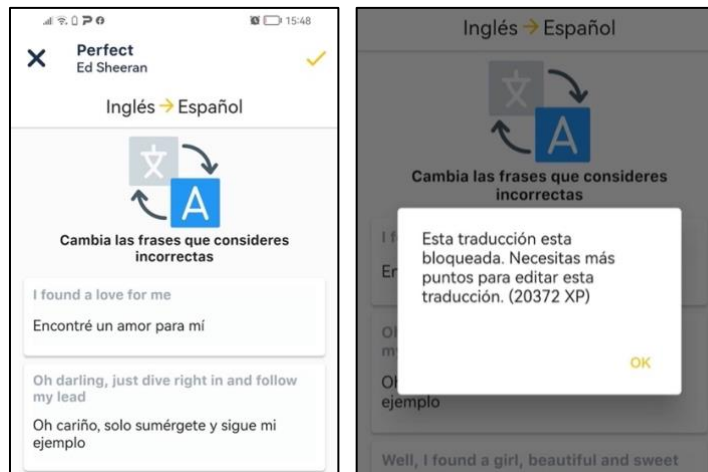 15:48
Perfect
Ed Sheeran
Inglés → Español
文
A
Cambia las frases que consideres
incorrectas
I found a love for me
Encontré un amor para mí
Oh darling, just dive right in and follow
my lead
Oh cariño, solo sumérgete y sigue mi
ejemplo
Inglés → Español
文
A
Cambia las frases que consideres
incorrectas
Esta traducción esta
bloqueada. Necesitas más
puntos para editar esta
traducción. (20372 XP)
OK
ejemplo
Well, I found a girl, beautiful and sweet